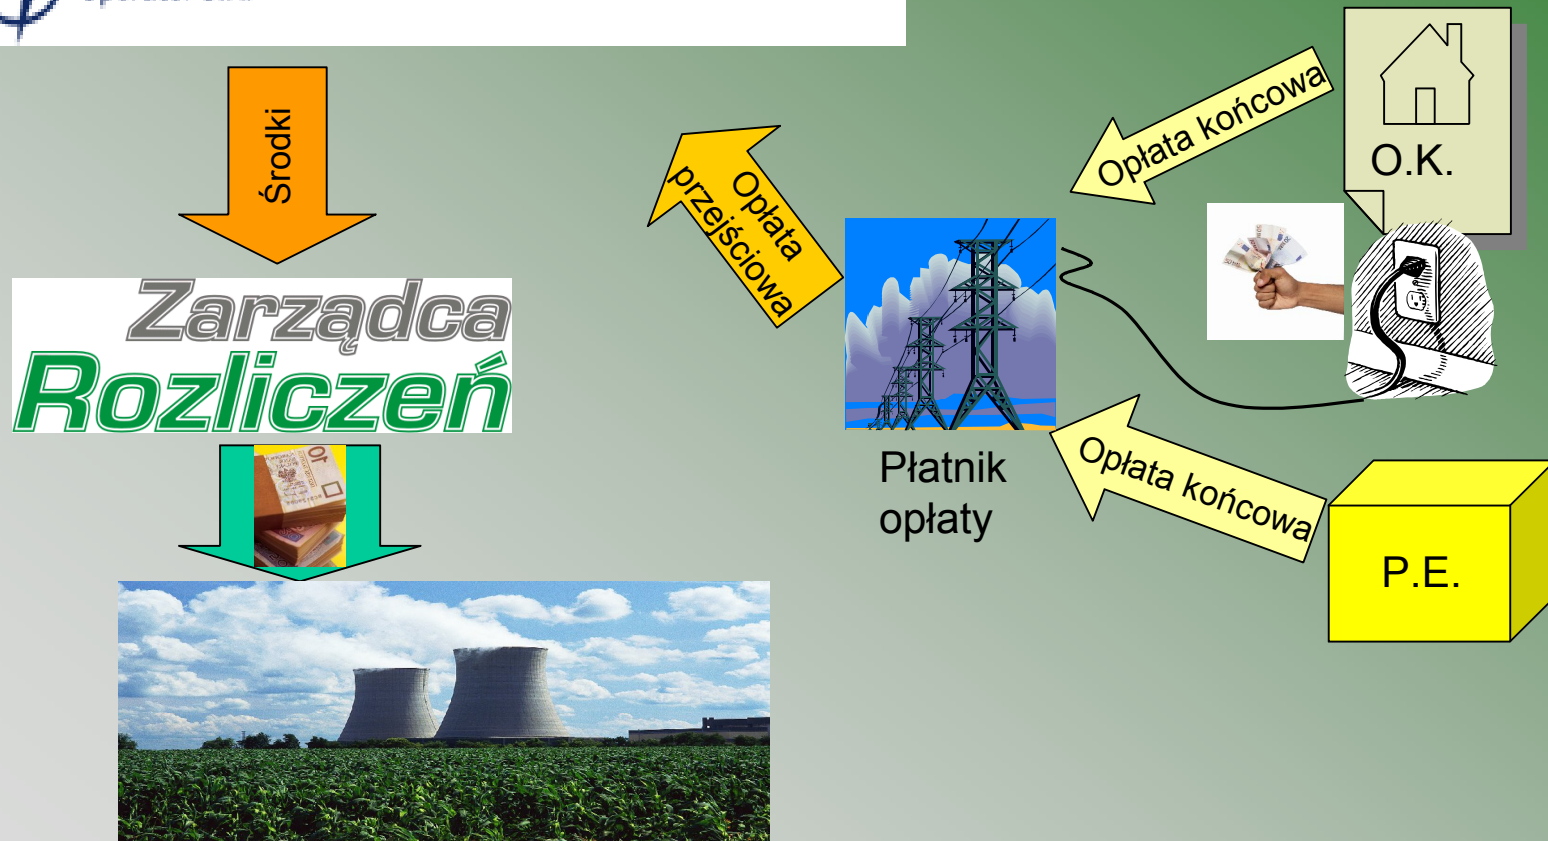 Środki
Opłata
przejściowa
Opłata końcowa
O.K.
Zarządca
Rozliczeń
Płatnik
opłaty
Opłata końcowa
P.E.